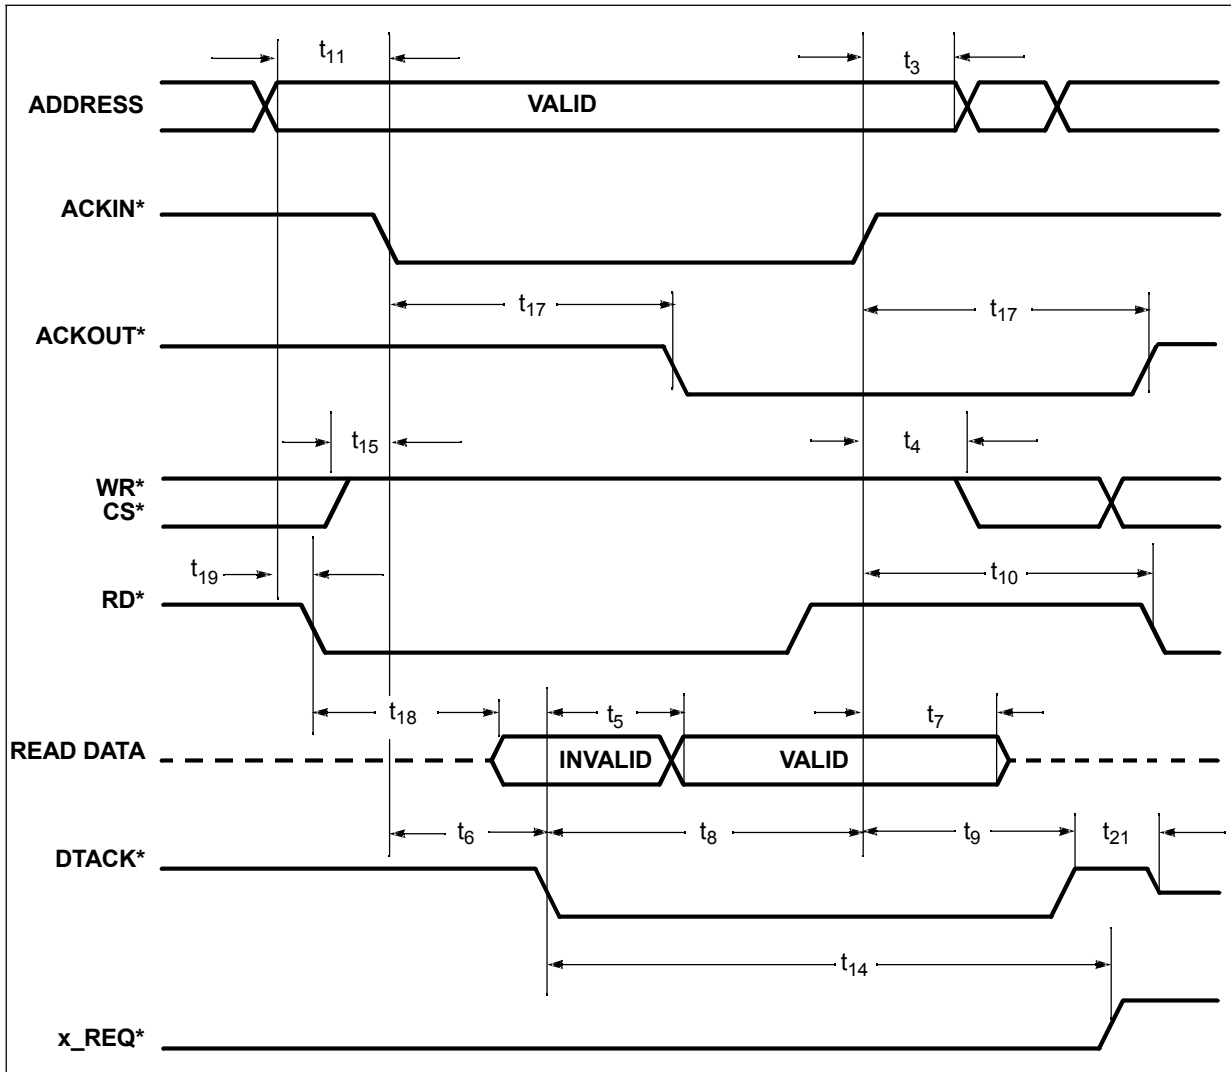 t11
t3
ADDRESS
VALID
ACKIN*
t17
t17
ACKOUT*
t15
t4
WR*
CS*
t19
t10
RD*
t18
t5
t7
READ DATA
INVALID
VALID
t6
t8
t9
t21
DTACK*
t14
x_REQ*